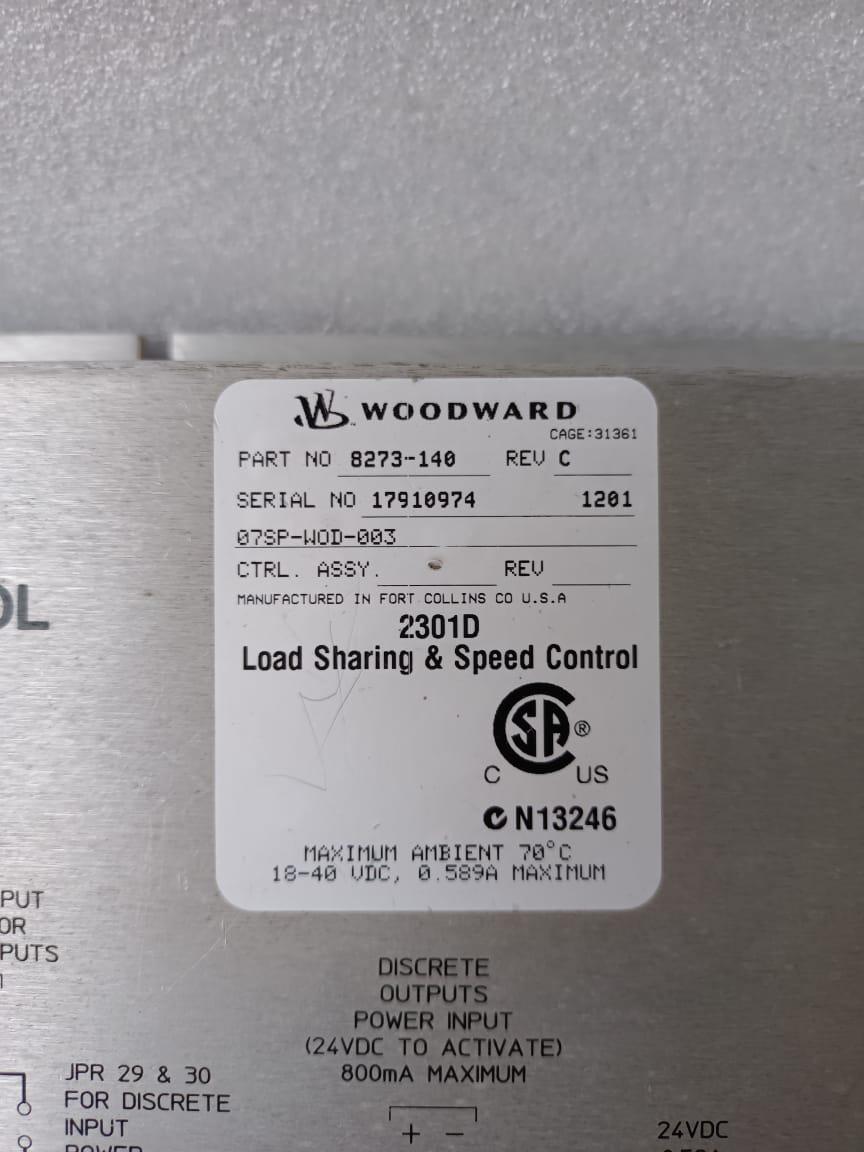 WOODWARD
CAGE:31361
PART NO 8273-140 REV C
SERIAL NO 17910974 1201
07SP-WOD-003
CTRL. ASSY. REV
MANUFACTURED IN FORT COLLINS CO U.S.A
2301D
Load Sharing & Speed Control
SA ®
C US
N13246
MAXIMUM AMBIENT 70°C
18-40 VDC, 0.589A MAXIMUM
OL
PUT
OR
PUTS
DISCRETE
OUTPUTS
POWER INPUT
(24VDC TO ACTIVATE)
800mA MAXIMUM
+ −
JPR 29 & 30
FOR DISCRETE
INPUT
POWER
24VDC